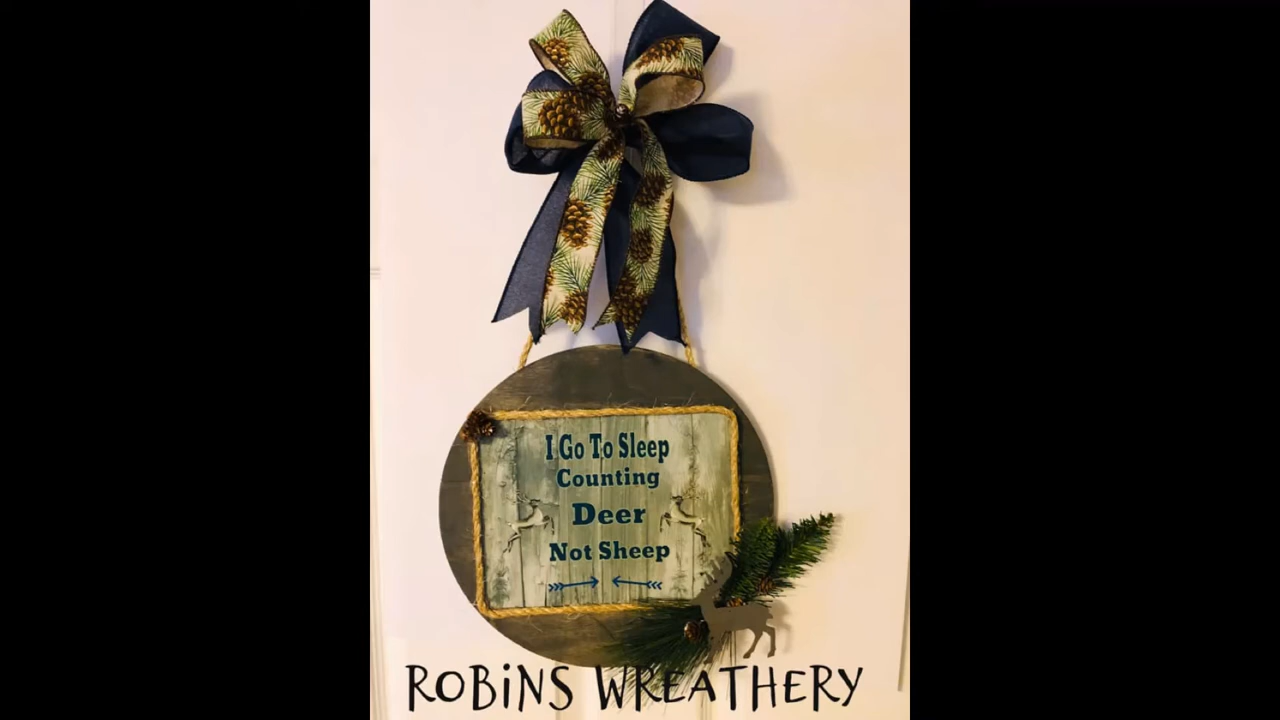 I Go To Sleep
Counting
Deer
Not Sheep
ROBiNS WREATHERY